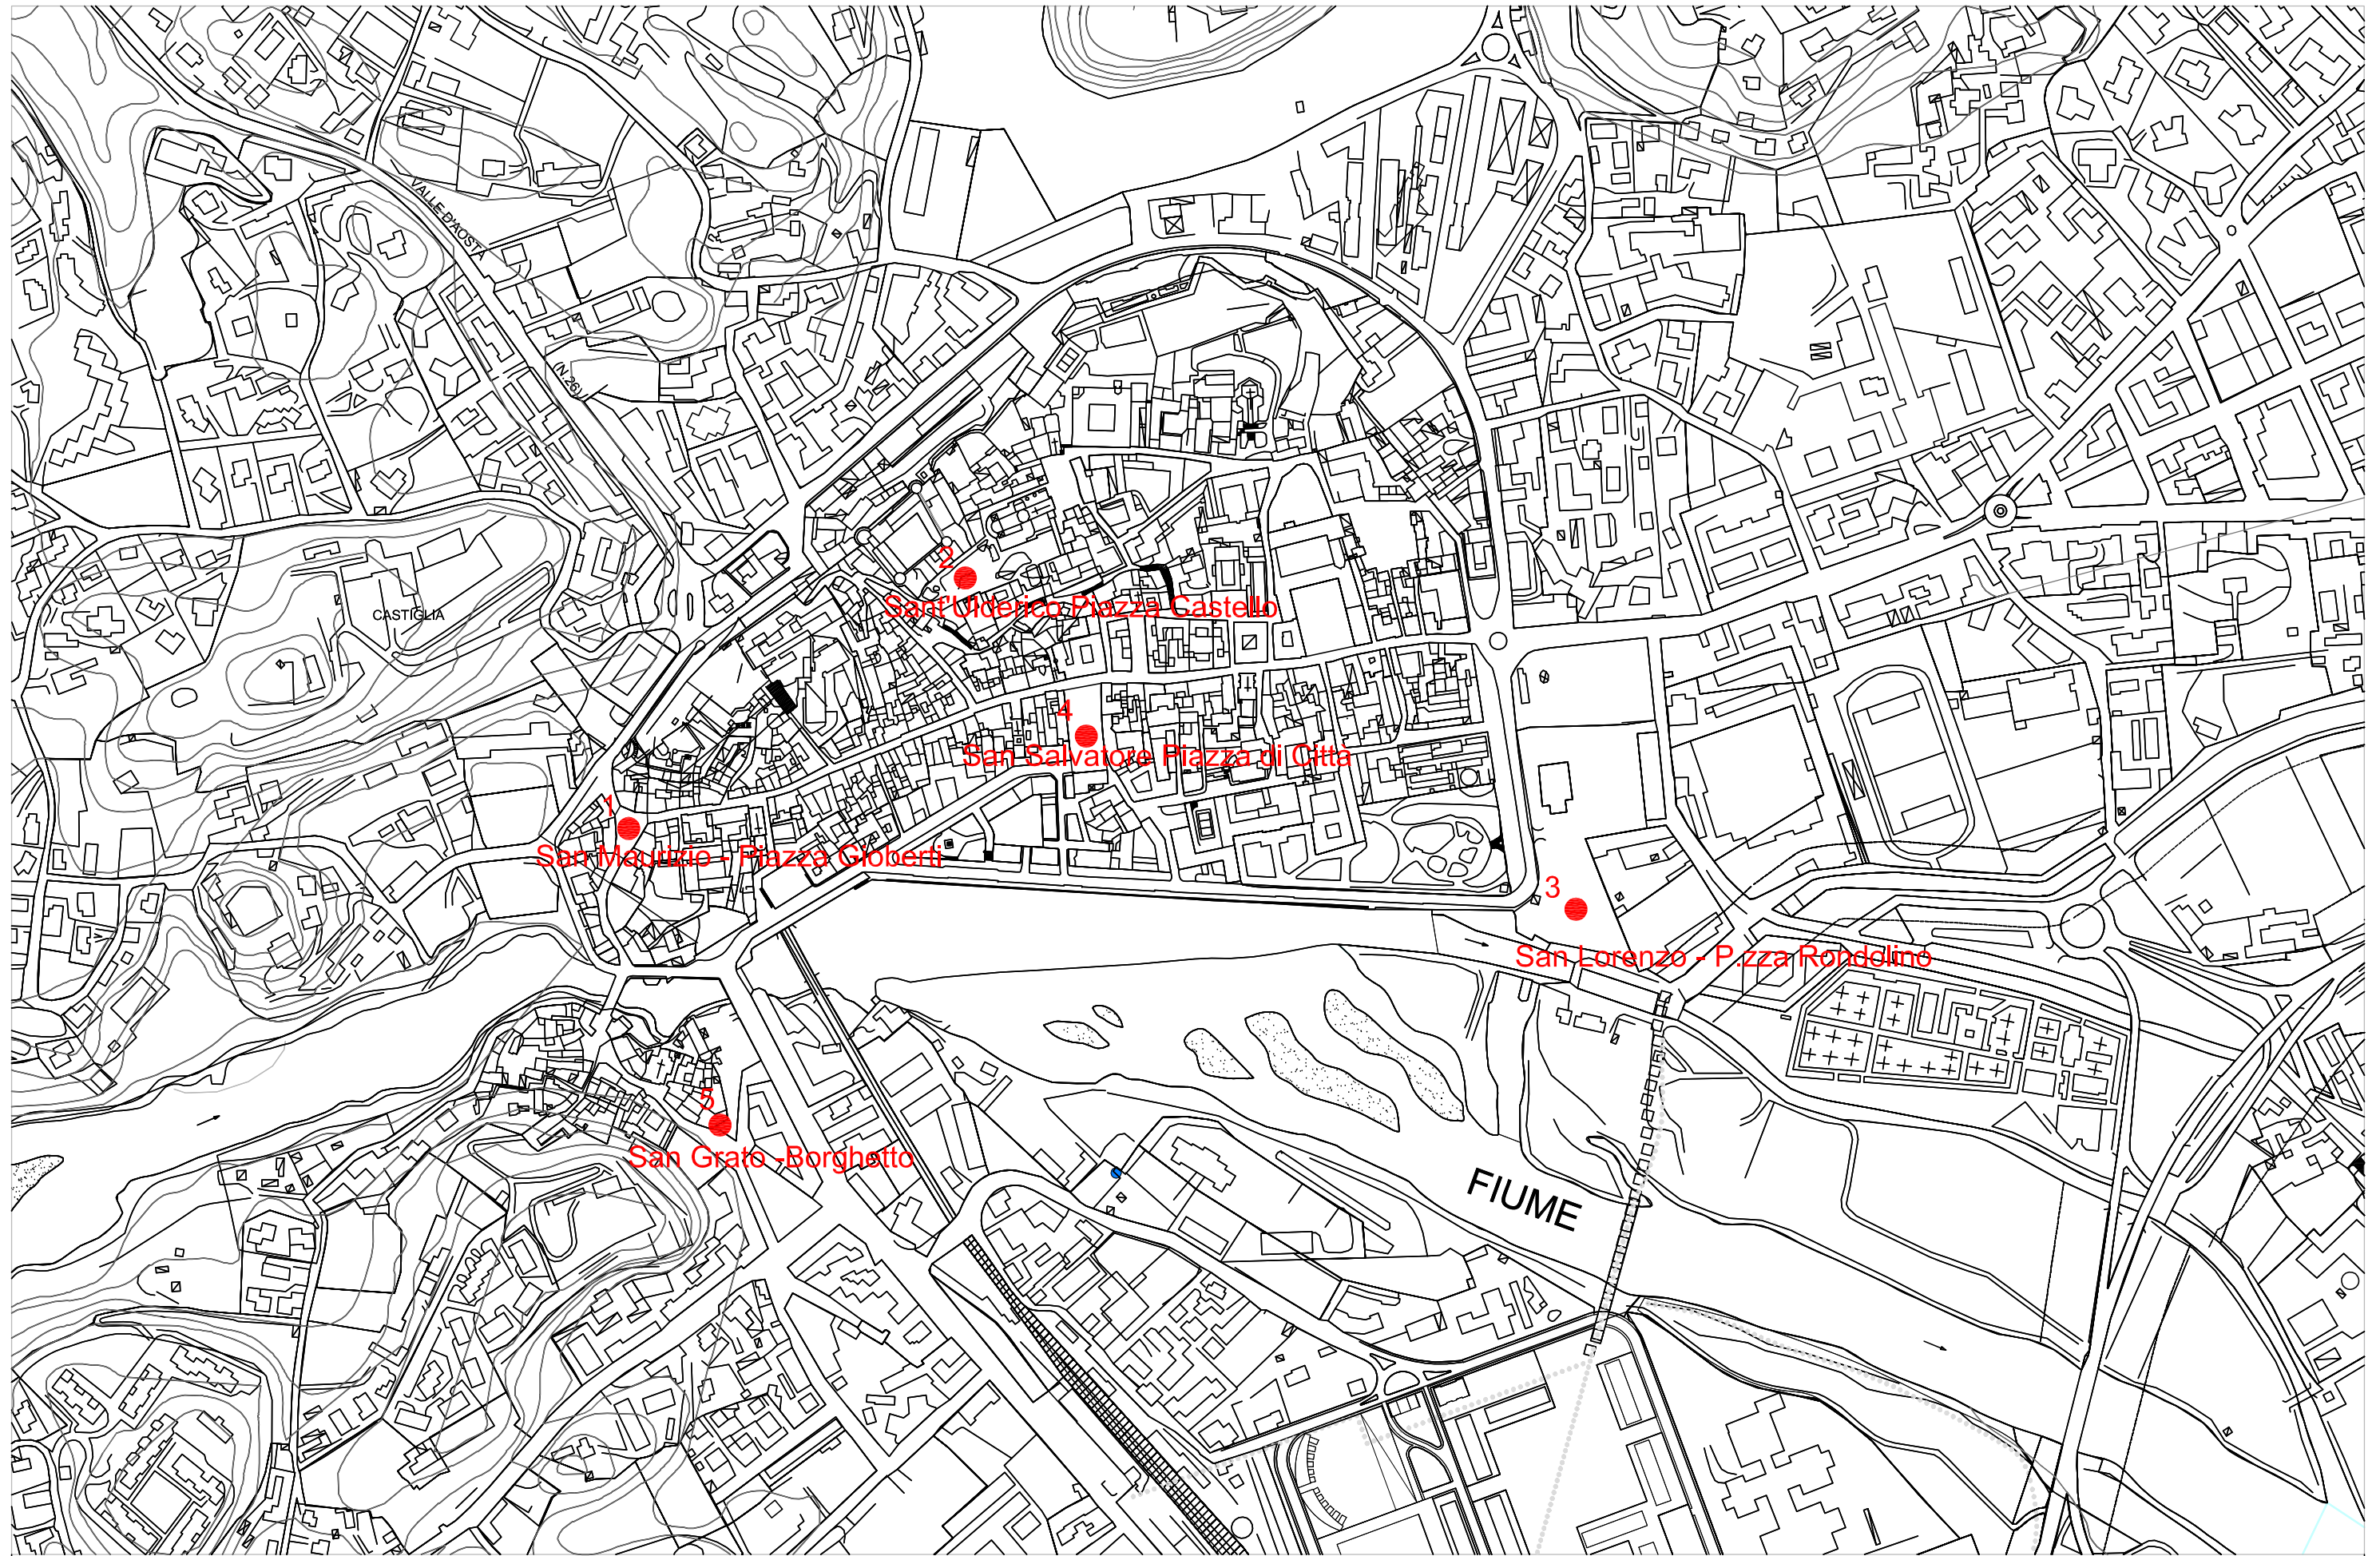 VALLE D'AOSTA
(N 26)
2
Sant'Ulderico Piazza Castello
CASTIGLIA
4
San Salvatore Piazza di Città
1
San Maurizio - Piazza Gioberti
3
San Lorenzo - P.zza Rondolino
5
San Grato -Borghetto
FIUME